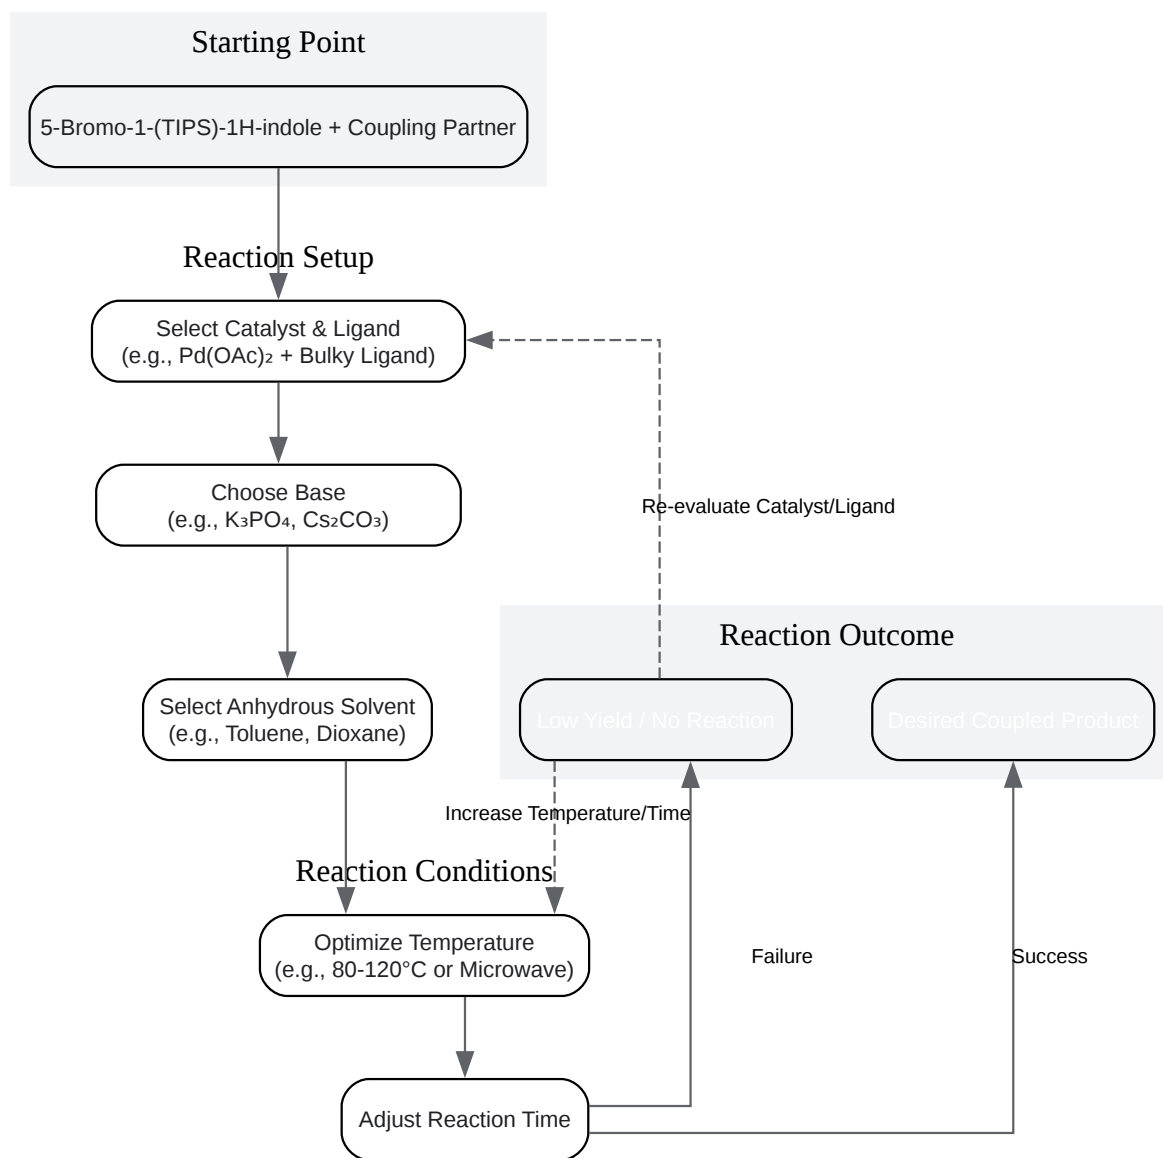 Starting Point
5-Bromo-1-(TIPS)-1H-indole + Coupling Partner
Reaction Setup
Select Catalyst & Ligand
(e.g., Pd(OAc)₂ + Bulky Ligand)
Choose Base
(e.g., K₃PO₄, Cs₂CO₃)
Re-evaluate Catalyst/Ligand
Reaction Outcome
Select Anhydrous Solvent
(e.g., Toluene, Dioxane)
Low Yield / No Reaction
Desired Coupled Product
Increase Temperature/Time
Reaction Conditions
Optimize Temperature
(e.g., 80-120°C or Microwave)
Failure
Success
Adjust Reaction Time